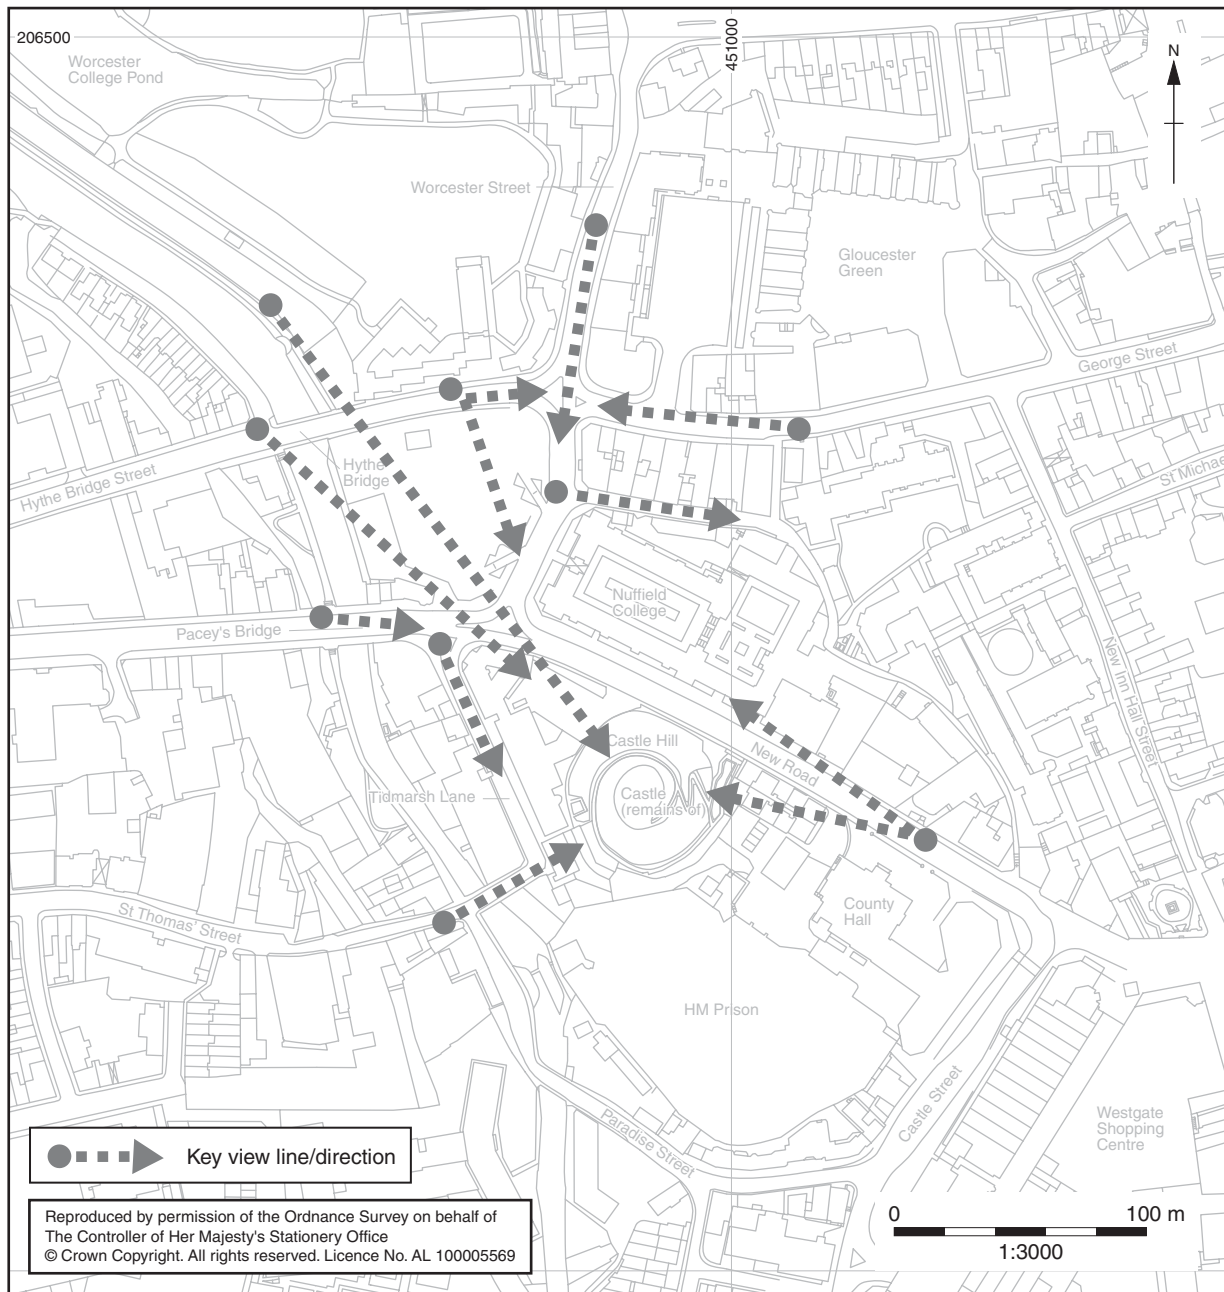 206500
451000
N
Worcester
College Pond
Worcester Street
Gloucester
Green
George Street
St Michae
Hythe
Bridge
Hythe Bridge Street
Nuffield
College
Pacey's Bridge
New Inn Hall Street
Castle Hill
New Road
Castle
(remains of)
Tidmarsh Lane
County
Hall
St Thomas' Street
HM Prison
Castle Street
Paradise Street
Westgate
Shopping
Centre
Key view line/direction
Reproduced by permission of the Ordnance Survey on behalf of
The Controller of Her Majesty's Stationery Office
© Crown Copyright. All rights reserved. Licence No. AL 100005569
0 100 m
1:3000